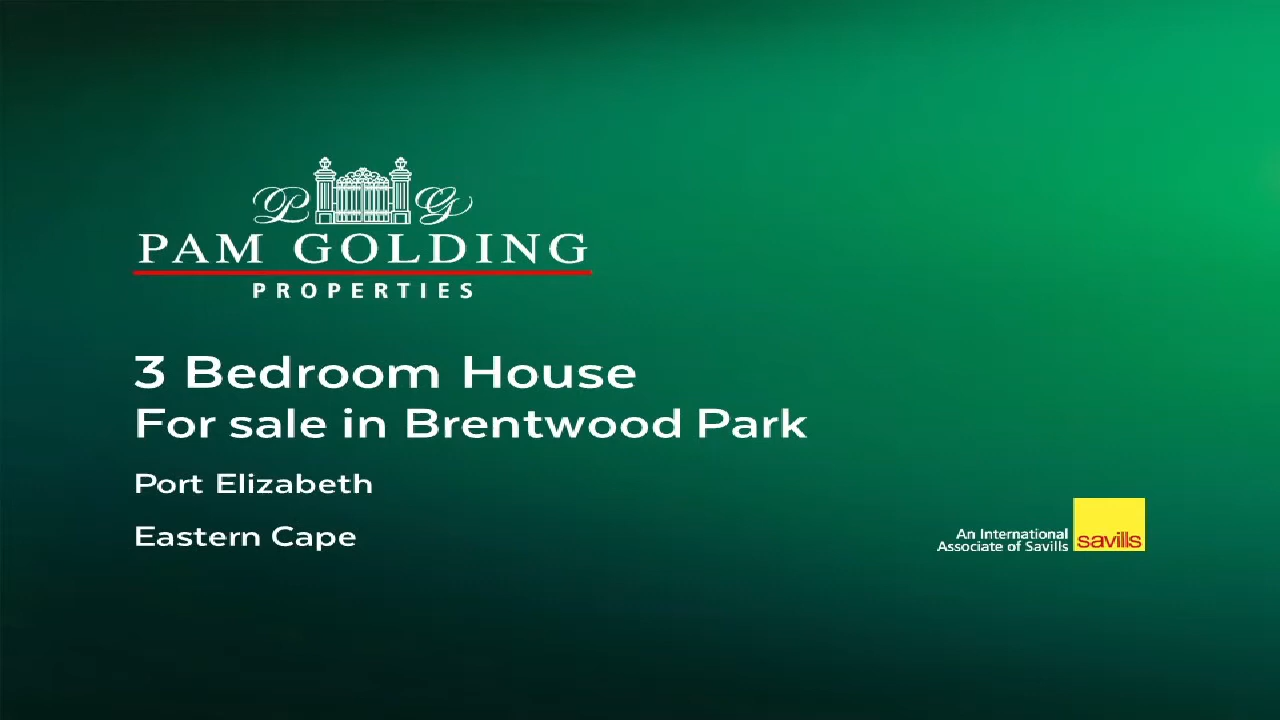 P G
PAM GOLDING
PROPERTIES
3 Bedroom House
For sale in Brentwood Park
Port Elizabeth
Eastern Cape
An International
Associate of Savills
savills